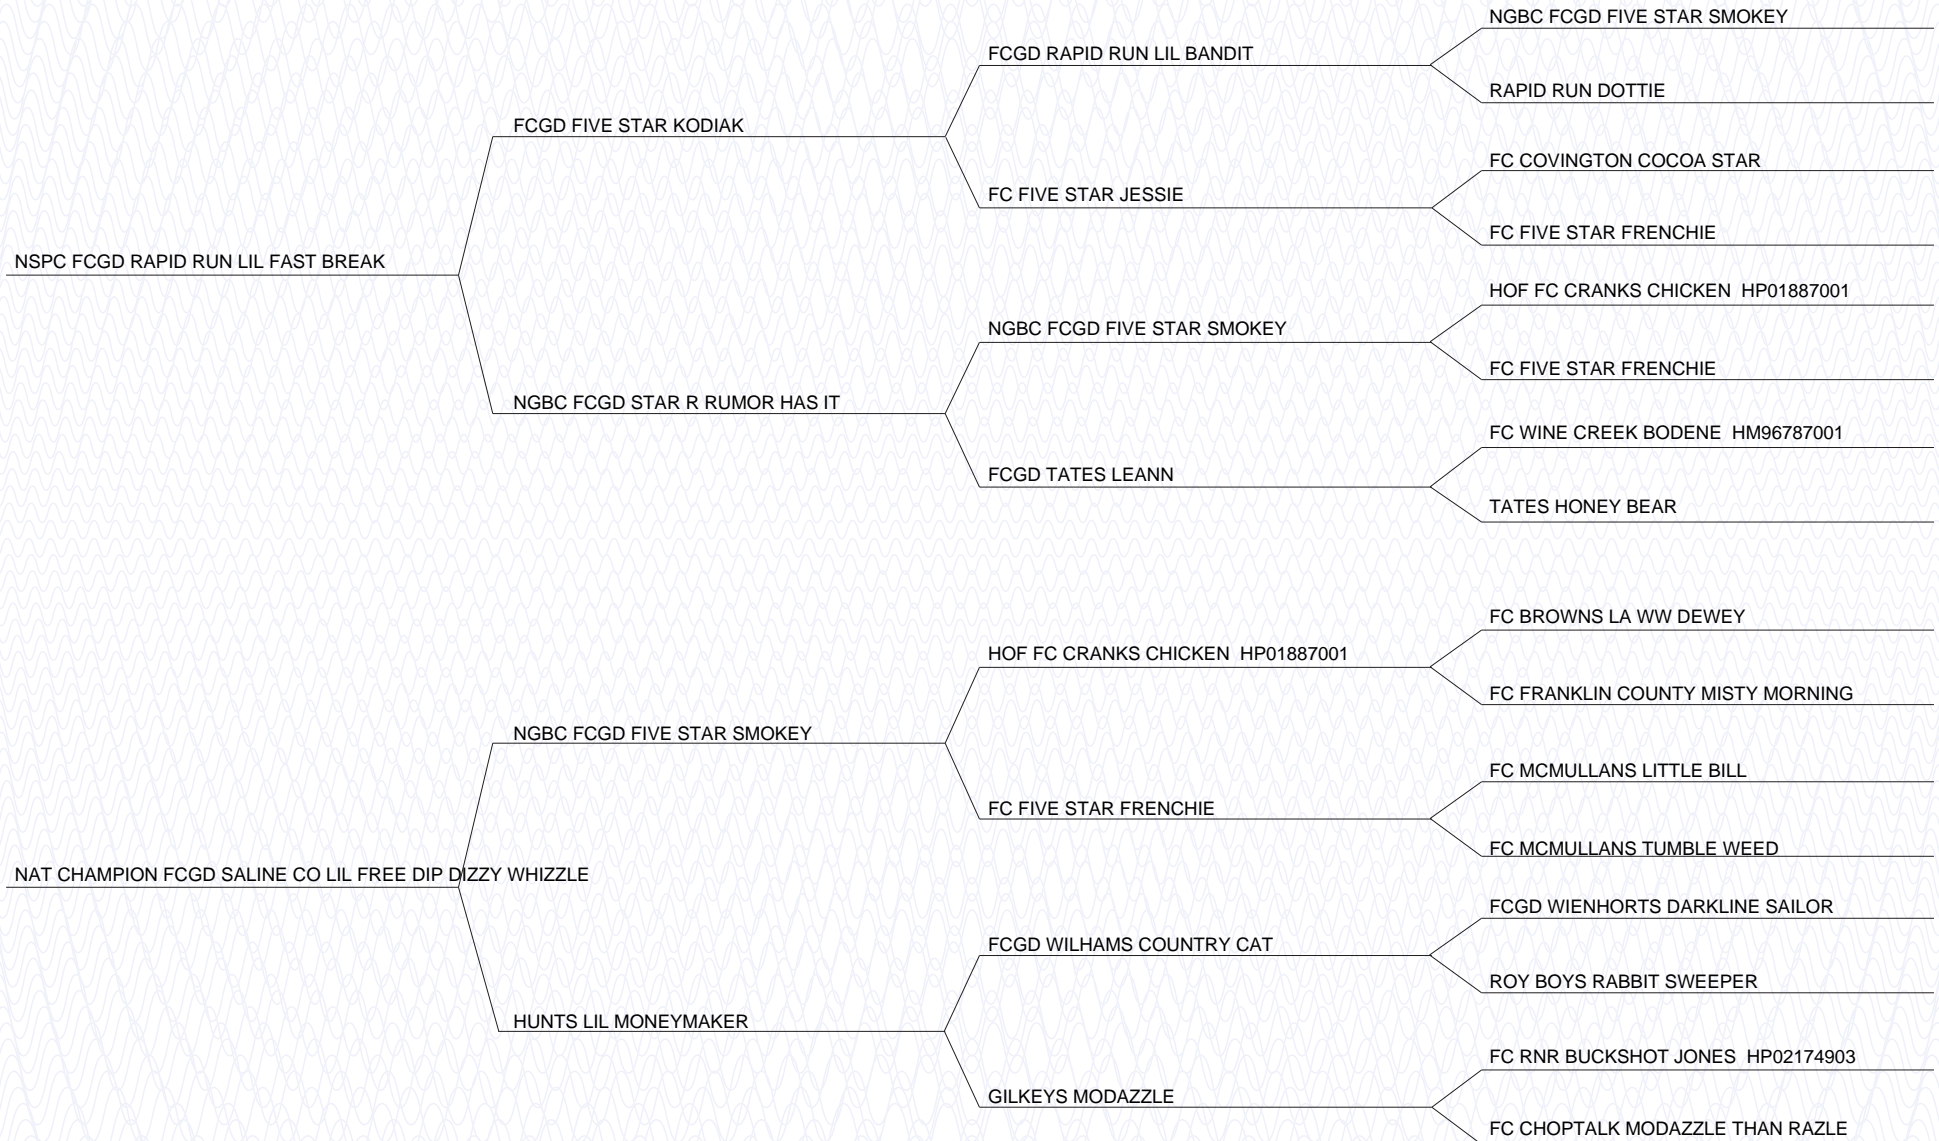 NGBC FCGD FIVE STAR SMOKEY
FCGD RAPID RUN LIL BANDIT
RAPID RUN DOTTIE
FCGD FIVE STAR KODIAK
FC COVINGTON COCOA STAR
FC FIVE STAR JESSIE
FC FIVE STAR FRENCHIE
NSPC FCGD RAPID RUN LIL FAST BREAK
HOF FC CRANKS CHICKEN HP01887001
NGBC FCGD FIVE STAR SMOKEY
FC FIVE STAR FRENCHIE
NGBC FCGD STAR R RUMOR HAS IT
FC WINE CREEK BODENE HM96787001
FCGD TATES LEANN
TATES HONEY BEAR
FC BROWNS LA WW DEWEY
HOF FC CRANKS CHICKEN HP01887001
FC FRANKLIN COUNTY MISTY MORNING
NGBC FCGD FIVE STAR SMOKEY
FC MCMULLANS LITTLE BILL
FC FIVE STAR FRENCHIE
FC MCMULLANS TUMBLE WEED
NAT CHAMPION FCGD SALINE CO LIL FREE DIP DIZZY WHIZZLE
FCGD WIENHORTS DARKLINE SAILOR
FCGD WILHAMS COUNTRY CAT
ROY BOYS RABBIT SWEEPER
HUNTS LIL MONEYMAKER
FC RNR BUCKSHOT JONES HP02174903
GILKEYS MODAZZLE
FC CHOPTALK MODAZZLE THAN RAZLE